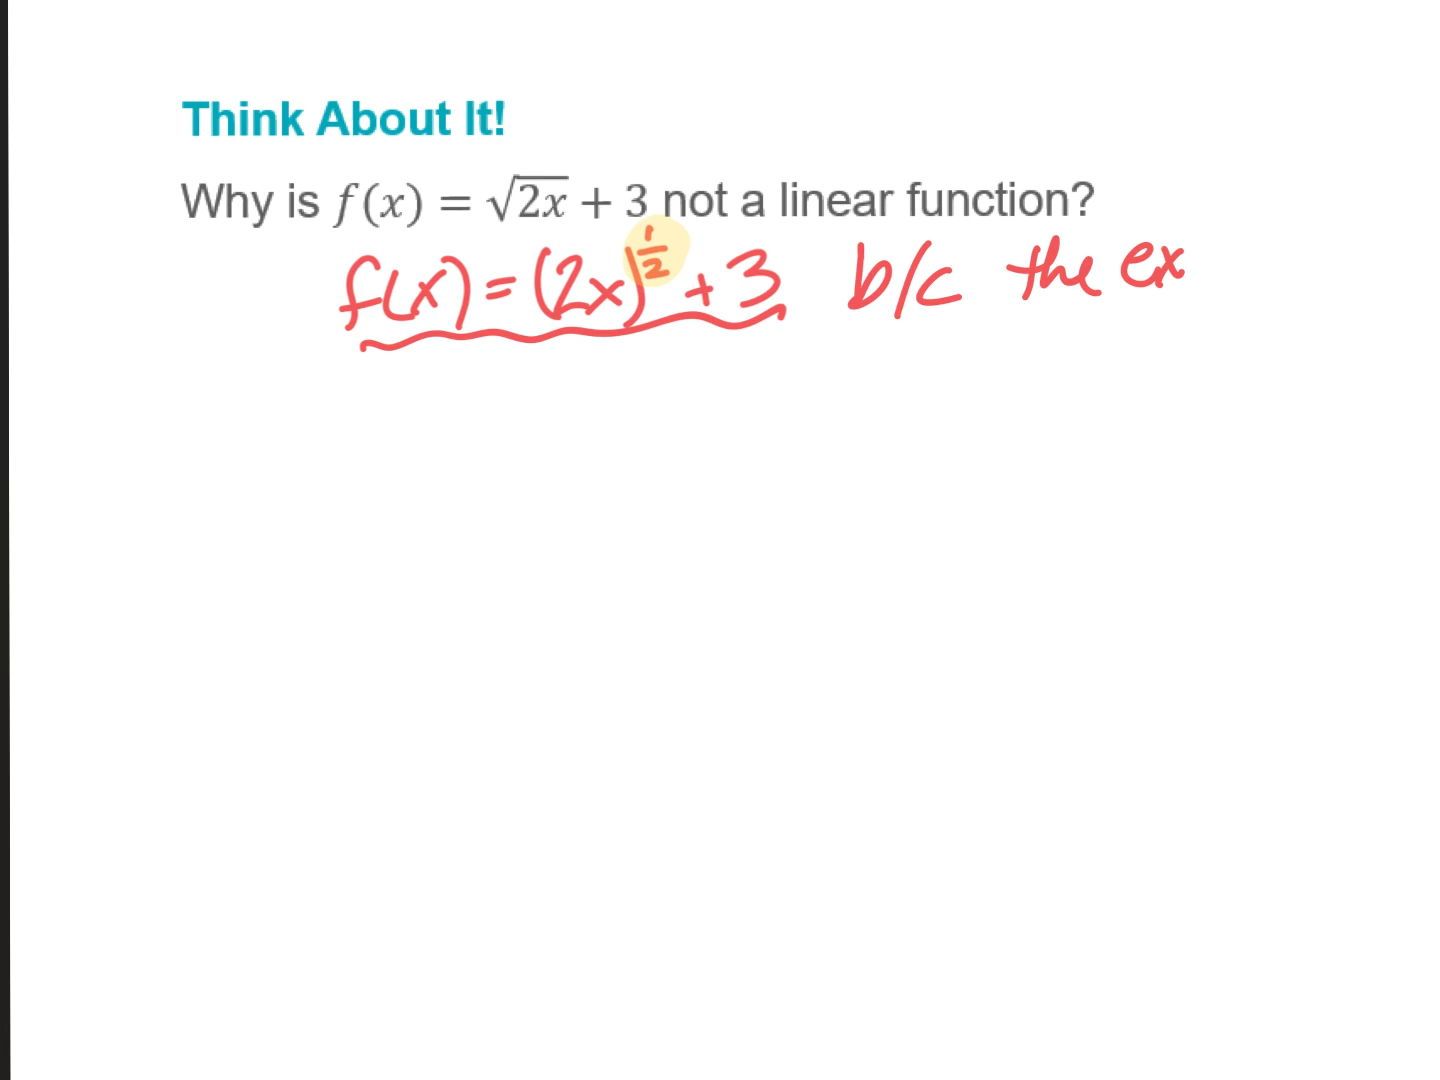 Think About It!
Why is f(x) = √2x + 3 not a linear function?
f(x) = (2x)^½ + 3 b/c the ex